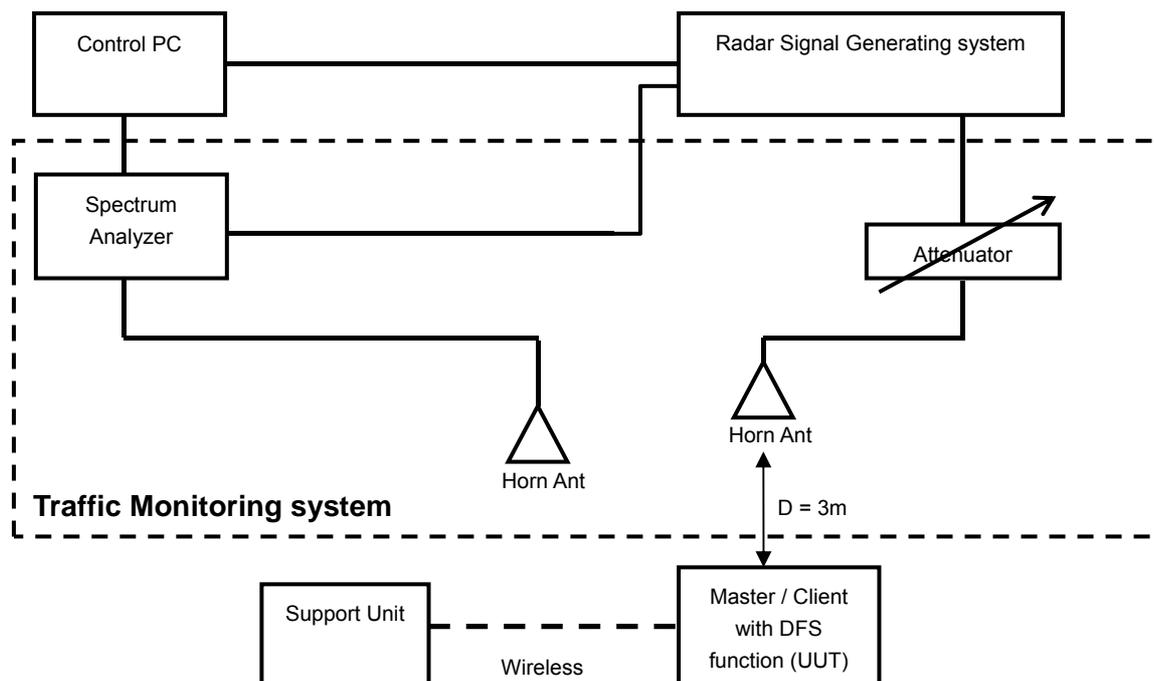 Control PC
Radar Signal Generating system
Spectrum
Analyzer
Attenuator
Horn Ant
Horn Ant
Traffic Monitoring system
D = 3m
Support Unit
Wireless
Master / Client
with DFS
function (UUT)